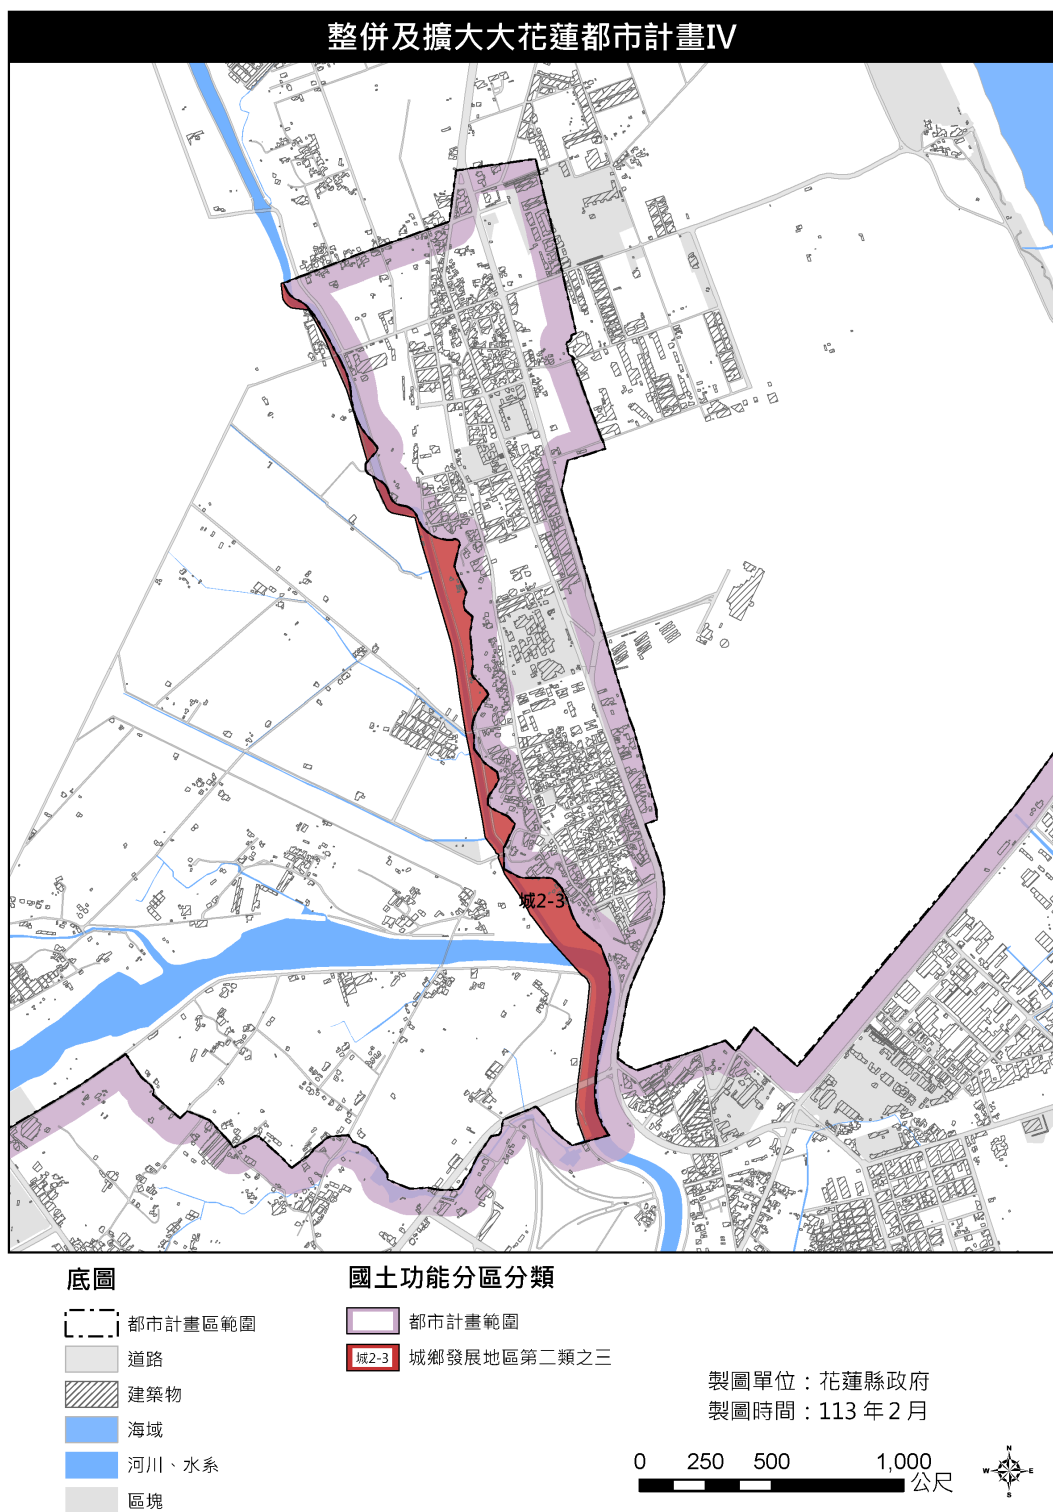 整併及擴大大花蓮都市計畫IV
城2-3
底圖
都市計畫區範圍
道路
建築物
海域
河川、水系
區塊
國土功能分區分類
都市計畫範圍
城2-3 城鄉發展地區第二類之三
製圖單位：花蓮縣政府
製圖時間：113 年 2 月
0 250 500 1,000
公尺
N
W E
S